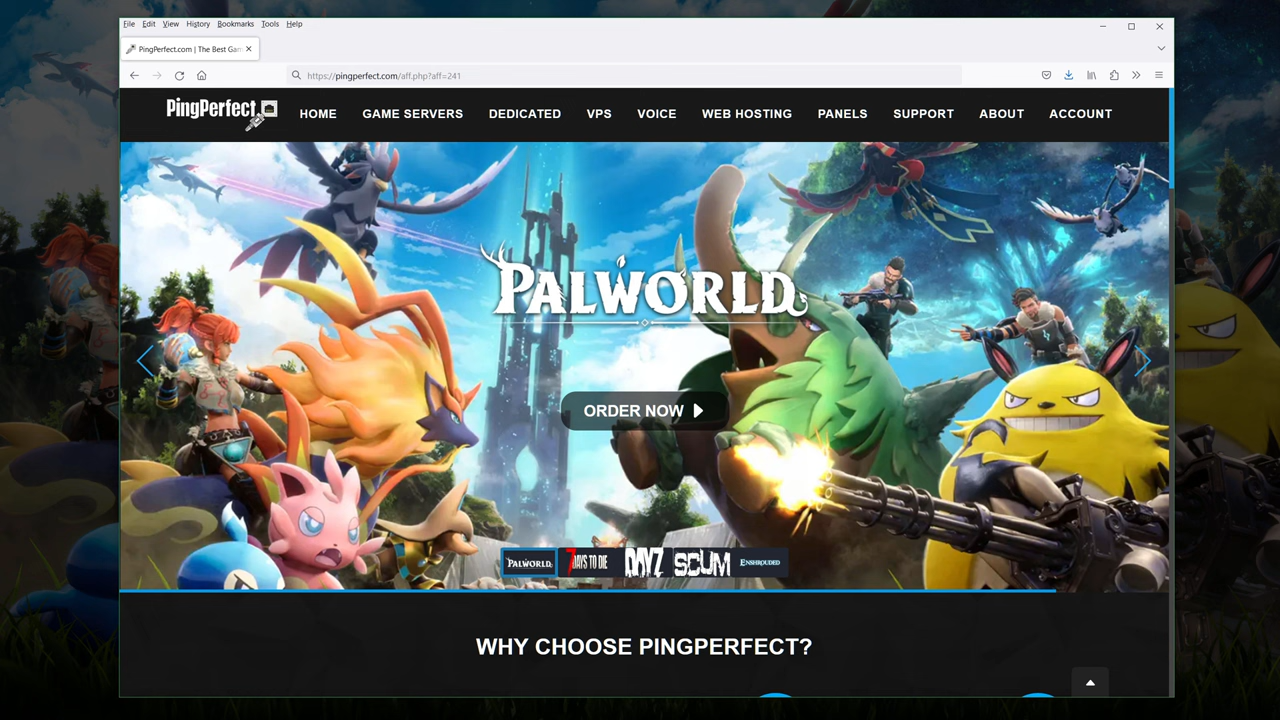 File Edit View History Bookmarks Tools Help
PingPerfect.com | The Best Gam
https://pingperfect.com/aff.php?aff=241
PingPerfect
HOME GAME SERVERS DEDICATED VPS VOICE WEB HOSTING PANELS SUPPORT ABOUT ACCOUNT
PALWORLD
ORDER NOW
PALWORLD 7 DAYS TO DIE DAYZ SCUM ENSHROUDED
WHY CHOOSE PINGPERFECT?